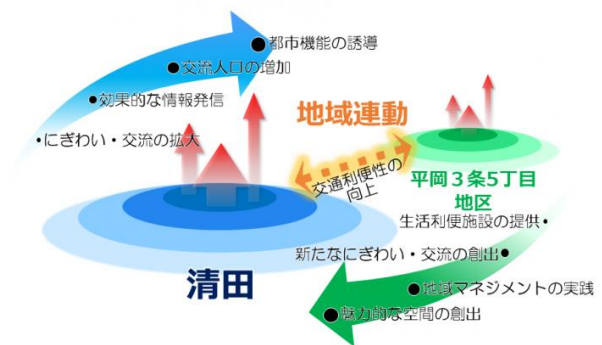 ●都市機能の誘導
●交流人口の増加
●効果的な情報発信
・にぎわい・交流の拡大
地域連動
交通利便性の
向上
平岡3条5丁目
地区
生活利便施設の提供・
新たなにぎわい・交流の創出●
●地域マネジメントの実践
●魅力的な空間の創出
清田